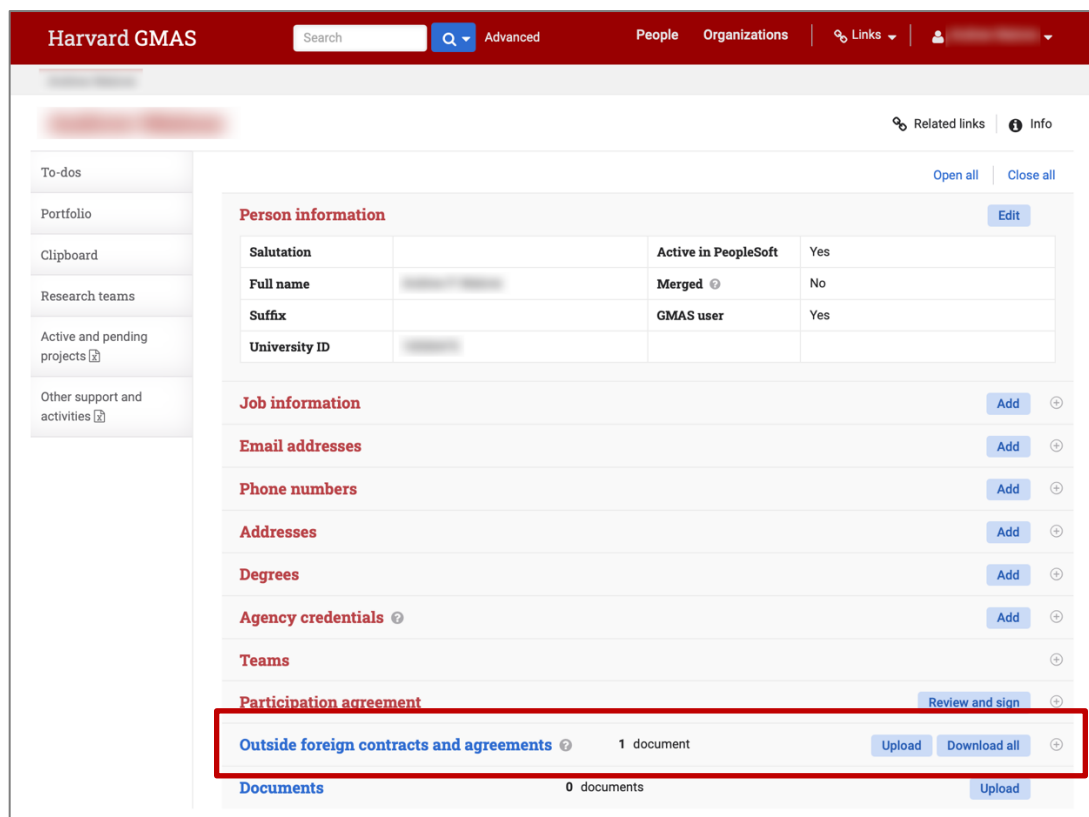 Harvard GMAS Search Advanced People Organizations Links
Related links Info
To-dos Open all Close all
Portfolio Person information Edit
Salutation Active in PeopleSoft Yes
Clipboard
Full name Merged No
Research teams
Suffix GMAS user Yes
Active and pending
projects
University ID
Other support and
activities
Job information Add
Email addresses Add
Phone numbers Add
Addresses Add
Degrees Add
Agency credentials Add
Teams
Participation agreement Review and sign
Outside foreign contracts and agreements 1 document Upload Download all
Documents 0 documents Upload